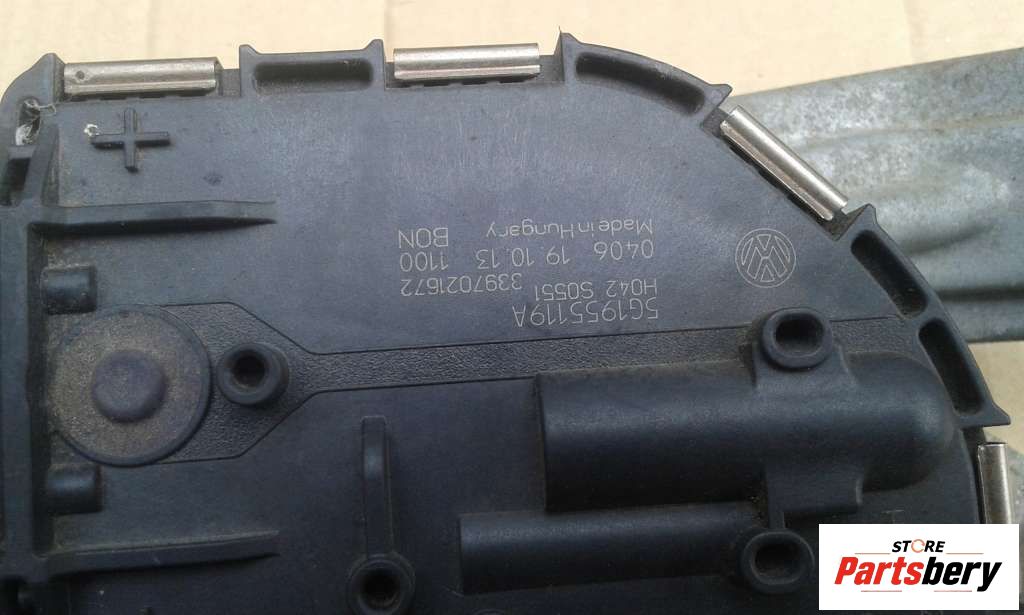 5G1955119A
H042 S0551 3397021672
0406 19.10.13 1100
Made in Hungary BON
STORE
Partsbery